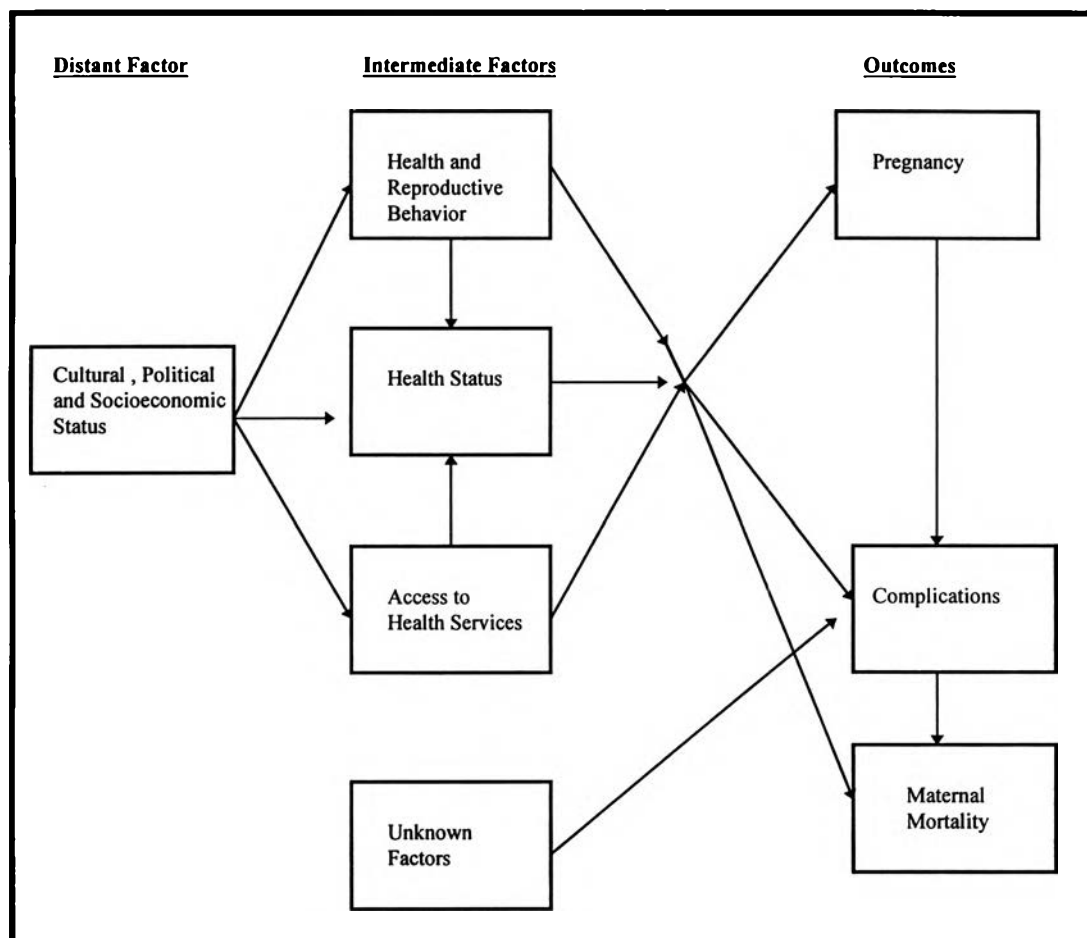 Distant Factor
Intermediate Factors
Outcomes
Health and
Reproductive
Behavior
Pregnancy
Cultural , Political
and Socioeconomic
Status
Health Status
Access to
Health Services
Complications
Unknown
Factors
Maternal
Mortality